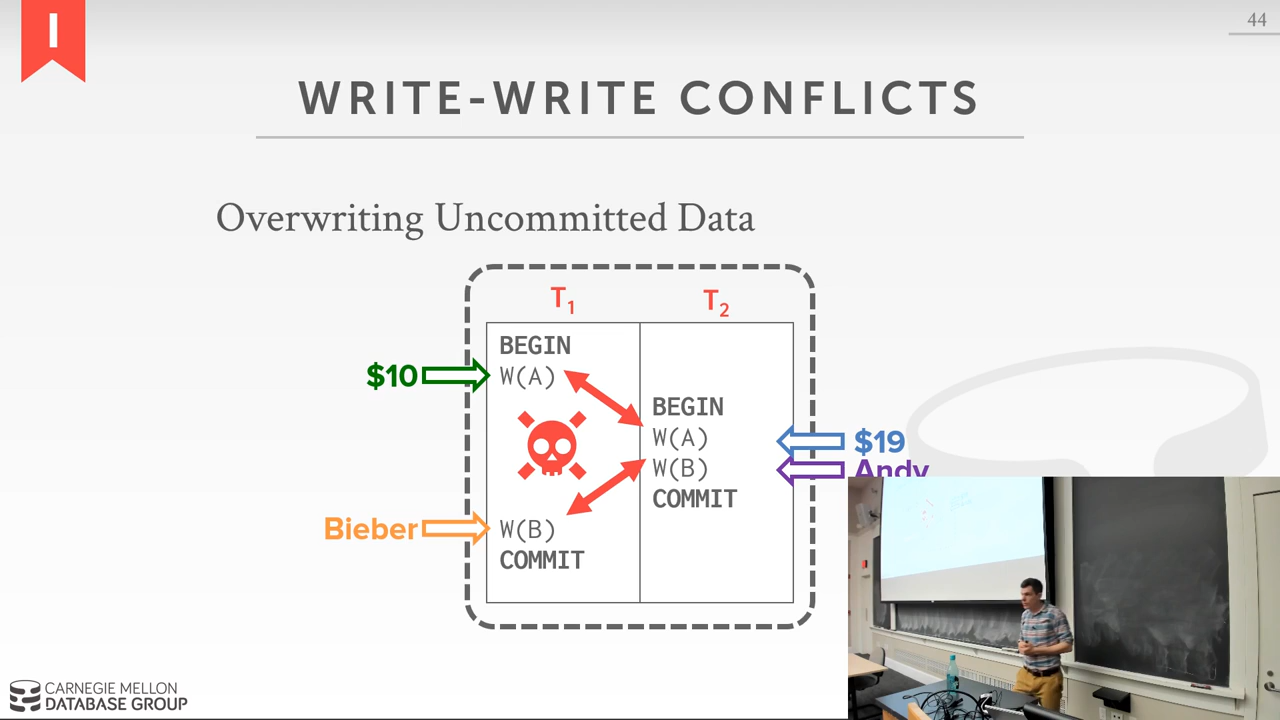 I
44
WRITE-WRITE CONFLICTS
Overwriting Uncommitted Data
T1
T2
BEGIN
$10
W(A)
BEGIN
W(A)
$19
W(B)
Andy
COMMIT
Bieber
W(B)
COMMIT
CARNEGIE MELLON
DATABASE GROUP